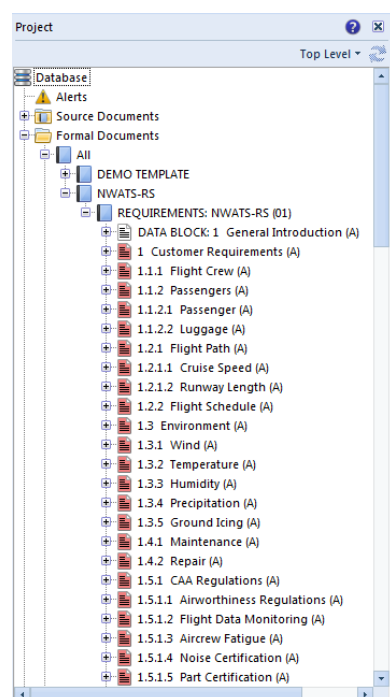 Project
Top Level
Database
Alerts
Source Documents
Formal Documents
All
DEMO TEMPLATE
NWATS-RS
REQUIREMENTS: NWATS-RS (01)
DATA BLOCK: 1 General Introduction (A)
1 Customer Requirements (A)
1.1.1 Flight Crew (A)
1.1.2 Passengers (A)
1.1.2.1 Passenger (A)
1.1.2.2 Luggage (A)
1.2.1 Flight Path (A)
1.2.1.1 Cruise Speed (A)
1.2.1.2 Runway Length (A)
1.2.2 Flight Schedule (A)
1.3 Environment (A)
1.3.1 Wind (A)
1.3.2 Temperature (A)
1.3.3 Humidity (A)
1.3.4 Precipitation (A)
1.3.5 Ground Icing (A)
1.4.1 Maintenance (A)
1.4.2 Repair (A)
1.5.1 CAA Regulations (A)
1.5.1.1 Airworthiness Regulations (A)
1.5.1.2 Flight Data Monitoring (A)
1.5.1.3 Aircrew Fatigue (A)
1.5.1.4 Noise Certification (A)
1.5.1.5 Part Certification (A)